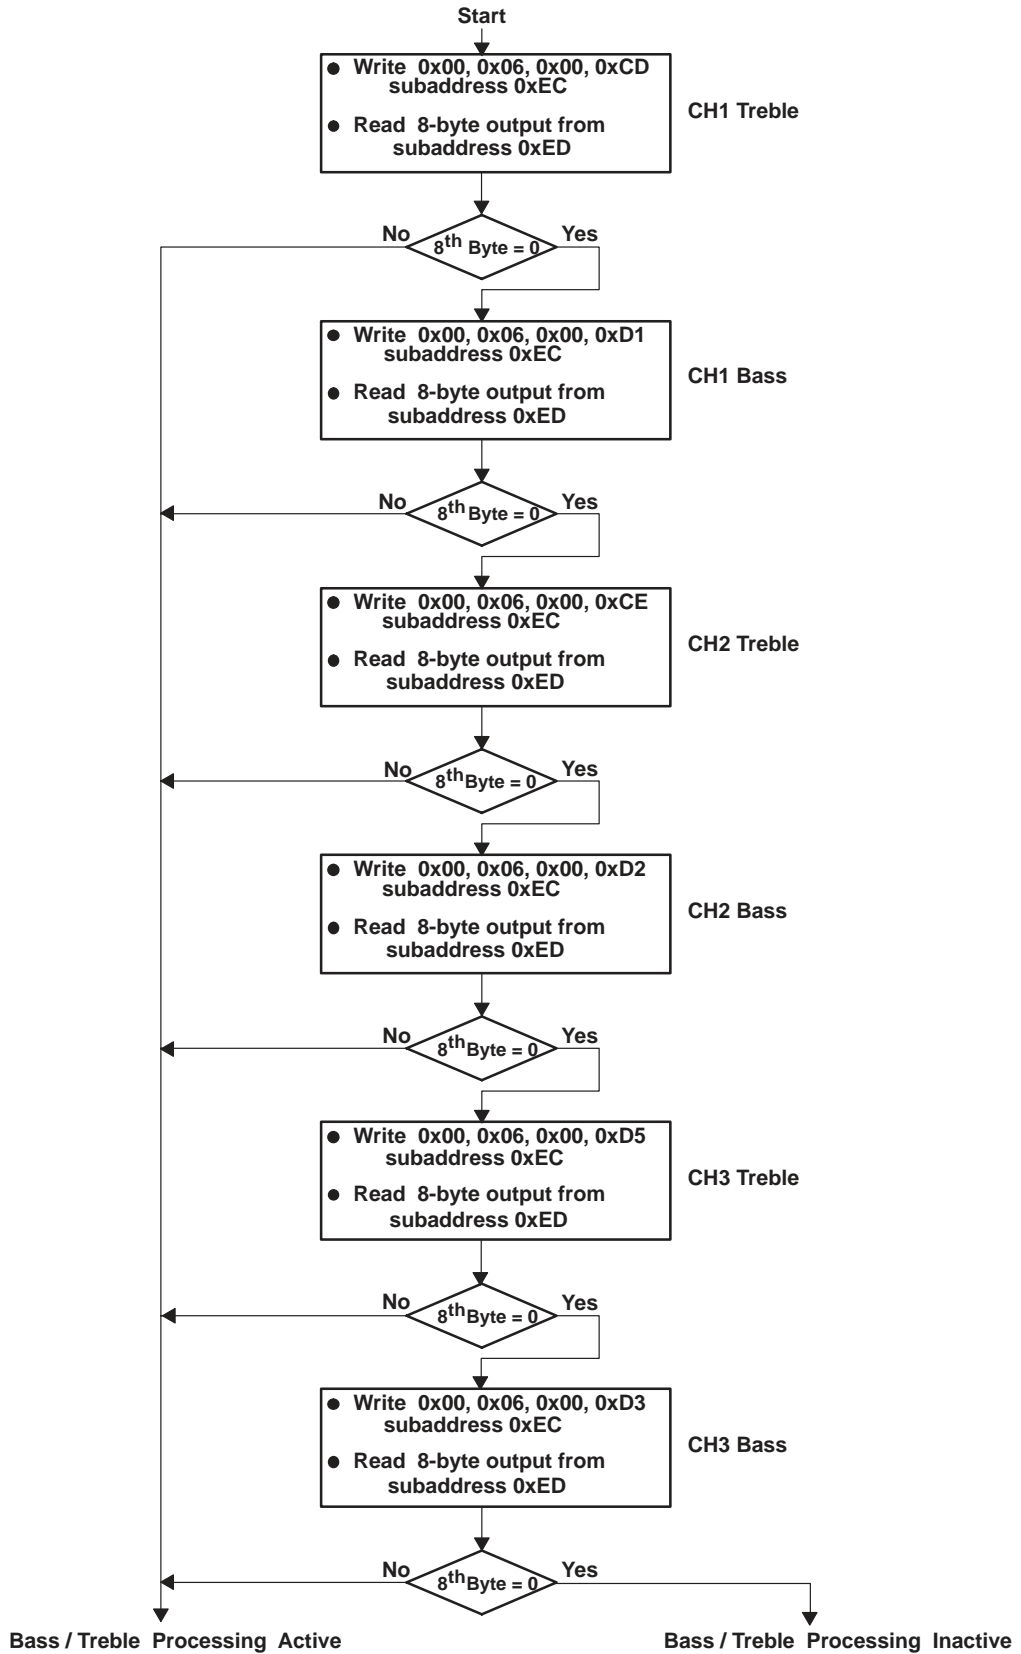 Start
● Write 0x00, 0x06, 0x00, 0xCD
subaddress 0xEC
● Read 8-byte output from
subaddress 0xED
CH1 Treble
No
8th Byte = 0
Yes
● Write 0x00, 0x06, 0x00, 0xD1
subaddress 0xEC
● Read 8-byte output from
subaddress 0xED
CH1 Bass
No
8th Byte = 0
Yes
● Write 0x00, 0x06, 0x00, 0xCE
subaddress 0xEC
● Read 8-byte output from
subaddress 0xED
CH2 Treble
No
8th Byte = 0
Yes
● Write 0x00, 0x06, 0x00, 0xD2
subaddress 0xEC
● Read 8-byte output from
subaddress 0xED
CH2 Bass
No
8th Byte = 0
Yes
● Write 0x00, 0x06, 0x00, 0xD5
subaddress 0xEC
● Read 8-byte output from
subaddress 0xED
CH3 Treble
No
8th Byte = 0
Yes
● Write 0x00, 0x06, 0x00, 0xD3
subaddress 0xEC
● Read 8-byte output from
subaddress 0xED
CH3 Bass
No
8th Byte = 0
Yes
Bass / Treble Processing Active
Bass / Treble Processing Inactive